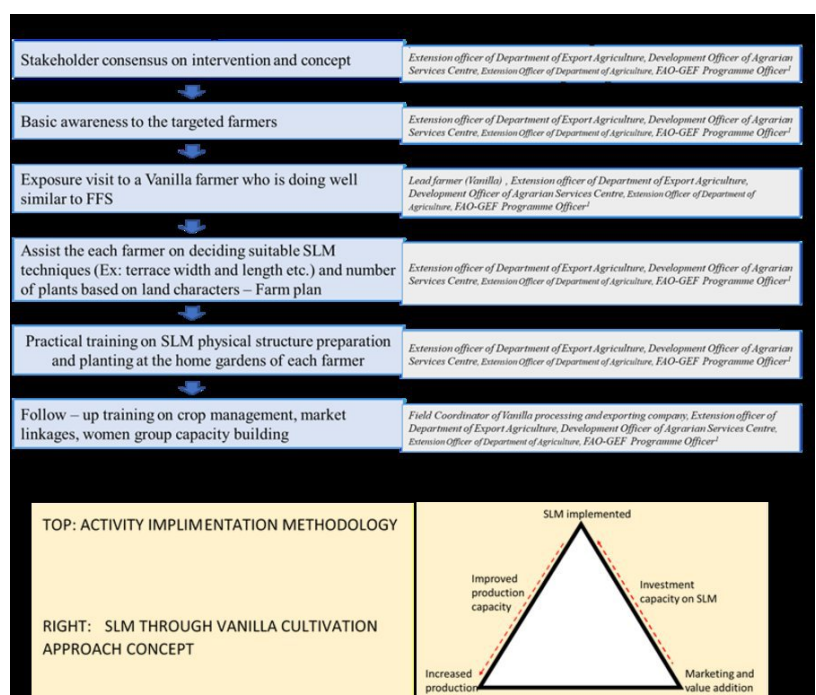 Stakeholder consensus on intervention and concept
Extension officer of Department of Export Agriculture, Development Officer of Agrarian
Services Centre, Extension Officer of Department of Agriculture, FAO-GEF Programme Officer1
Basic awareness to the targeted farmers
Extension officer of Department of Export Agriculture, Development Officer of Agrarian
Services Centre, Extension Officer of Department of Agriculture, FAO-GEF Programme Officer1
Exposure visit to a Vanilla farmer who is doing well
similar to FFS
Lead farmer (Vanilla) , Extension officer of Department of Export Agriculture,
Development Officer of Agrarian Services Centre, Extension Officer of Department of
Agriculture, FAO-GEF Programme Officer1
Assist the each farmer on deciding suitable SLM
techniques (Ex: terrace width and length etc.) and number
of plants based on land characters – Farm plan
Extension officer of Department of Export Agriculture, Development Officer of Agrarian
Services Centre, Extension Officer of Department of Agriculture, FAO-GEF Programme Officer1
Practical training on SLM physical structure preparation
and planting at the home gardens of each farmer
Extension officer of Department of Export Agriculture, Development Officer of Agrarian
Services Centre, Extension Officer of Department of Agriculture, FAO-GEF Programme Officer1
Follow – up training on crop management, market
linkages, women group capacity building
Field Coordinator of Vanilla processing and exporting company, Extension officer of
Department of Export Agriculture, Development Officer of Agrarian Services Centre,
Extension Officer of Department of Agriculture, FAO-GEF Programme Officer1
TOP: ACTIVITY IMPLIMENTATION METHODOLOGY
RIGHT: SLM THROUGH VANILLA CULTIVATION
APPROACH CONCEPT
SLM implemented
Improved
production
capacity
Investment
capacity on SLM
Increased
production
Marketing and
value addition